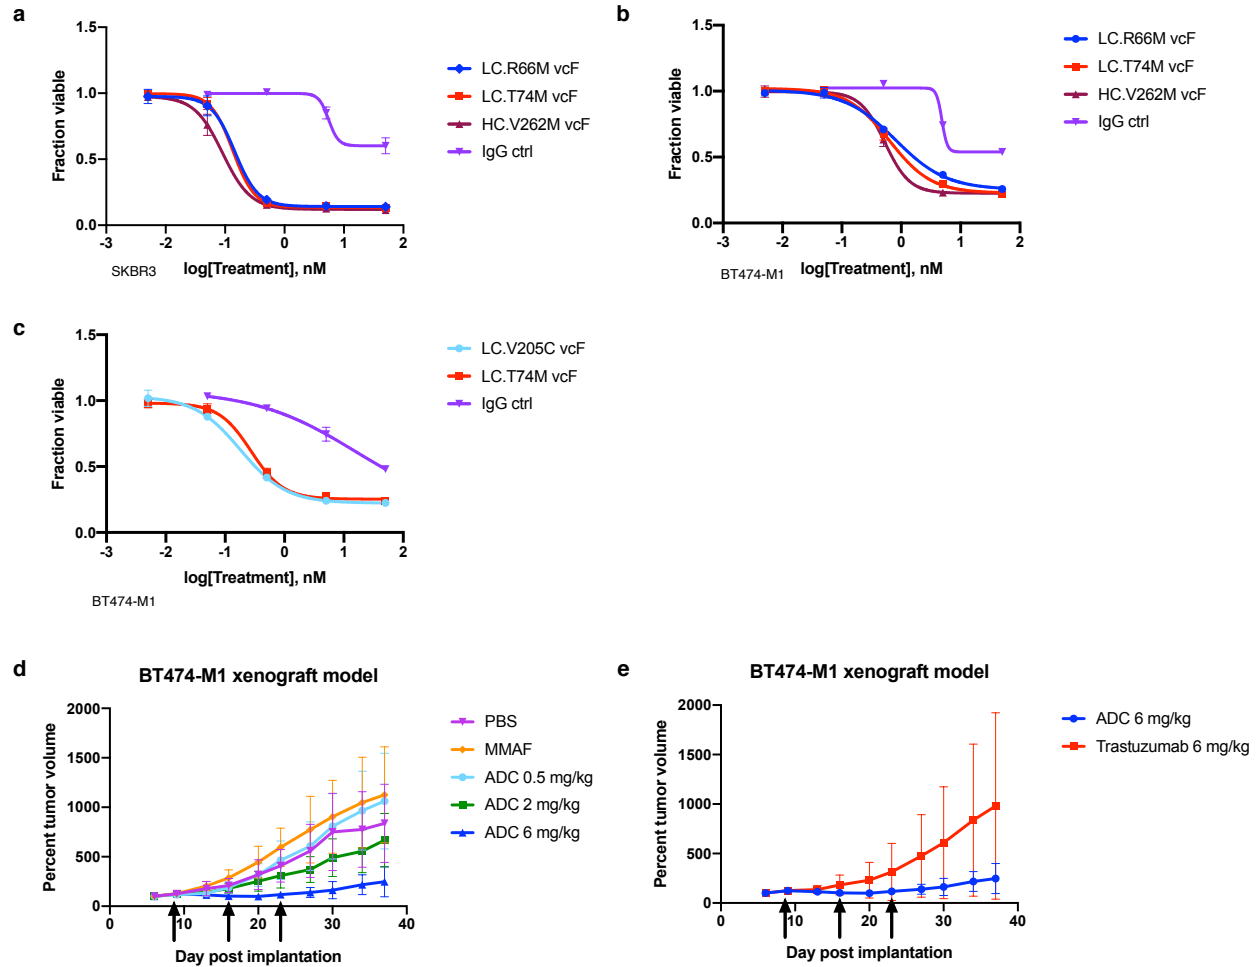 a
1.5
1.0
0.5
0.0
Fraction viable
-3
-2
-1
0
1
2
SKBR3
log[Treatment], nM
LC.R66M vcF
LC.T74M vcF
HC.V262M vcF
IgG ctrl
b
1.5
1.0
0.5
0.0
Fraction viable
-3
-2
-1
0
1
2
BT474-M1
log[Treatment], nM
LC.R66M vcF
LC.T74M vcF
HC.V262M vcF
IgG ctrl
c
1.5
1.0
0.5
0.0
Fraction viable
-3
-2
-1
0
1
2
log[Treatment], nM
BT474-M1
LC.V205C vcF
LC.T74M vcF
IgG ctrl
d
BT474-M1 xenograft model
2000
1500
1000
500
0
Percent tumor volume
0
20
30
40
Day post implantation
PBS
MMAF
ADC 0.5 mg/kg
ADC 2 mg/kg
ADC 6 mg/kg
e
BT474-M1 xenograft model
2000
1500
1000
500
0
Percent tumor volume
0
10
20
30
40
Day post implantation
ADC 6 mg/kg
Trastuzumab 6 mg/kg